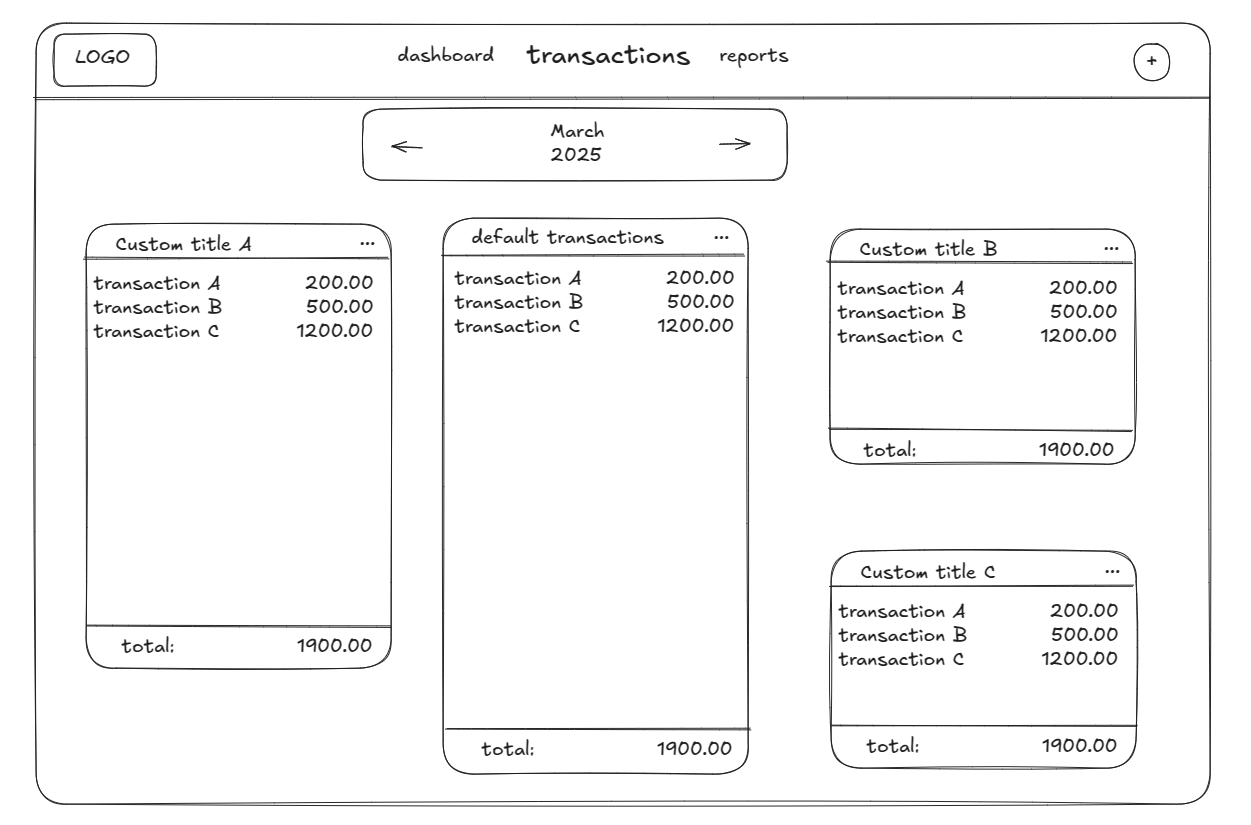 LOGO
dashboard transactions reports
+
March
2025
Custom title A ...
transaction A 200.00
transaction B 500.00
transaction C 1200.00
total: 1900.00
default transactions ...
transaction A 200.00
transaction B 500.00
transaction C 1200.00
total: 1900.00
Custom title B ...
transaction A 200.00
transaction B 500.00
transaction C 1200.00
total: 1900.00
Custom title C ...
transaction A 200.00
transaction B 500.00
transaction C 1200.00
total: 1900.00